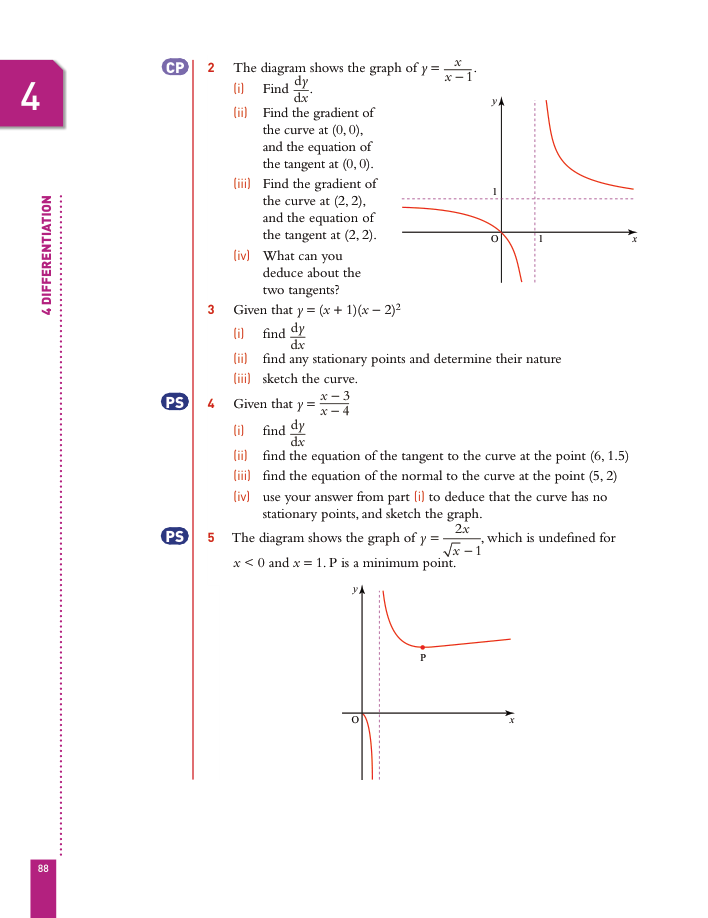 4
4 DIFFERENTIATION
CP
2 The diagram shows the graph of y = x/(x − 1).
(i) Find dy/dx.
(ii) Find the gradient of
the curve at (0, 0),
and the equation of
the tangent at (0, 0).
(iii) Find the gradient of
the curve at (2, 2),
and the equation of
the tangent at (2, 2).
(iv) What can you
deduce about the
two tangents?
y
1
O
1
x
3 Given that y = (x + 1)(x − 2)²
(i) find dy/dx
(ii) find any stationary points and determine their nature
(iii) sketch the curve.
PS
4 Given that y = (x − 3)/(x − 4)
(i) find dy/dx
(ii) find the equation of the tangent to the curve at the point (6, 1.5)
(iii) find the equation of the normal to the curve at the point (5, 2)
(iv) use your answer from part (i) to deduce that the curve has no
stationary points, and sketch the graph.
PS
5 The diagram shows the graph of y = 2x/(√x − 1), which is undefined for
x < 0 and x = 1. P is a minimum point.
y
P
O
x
88